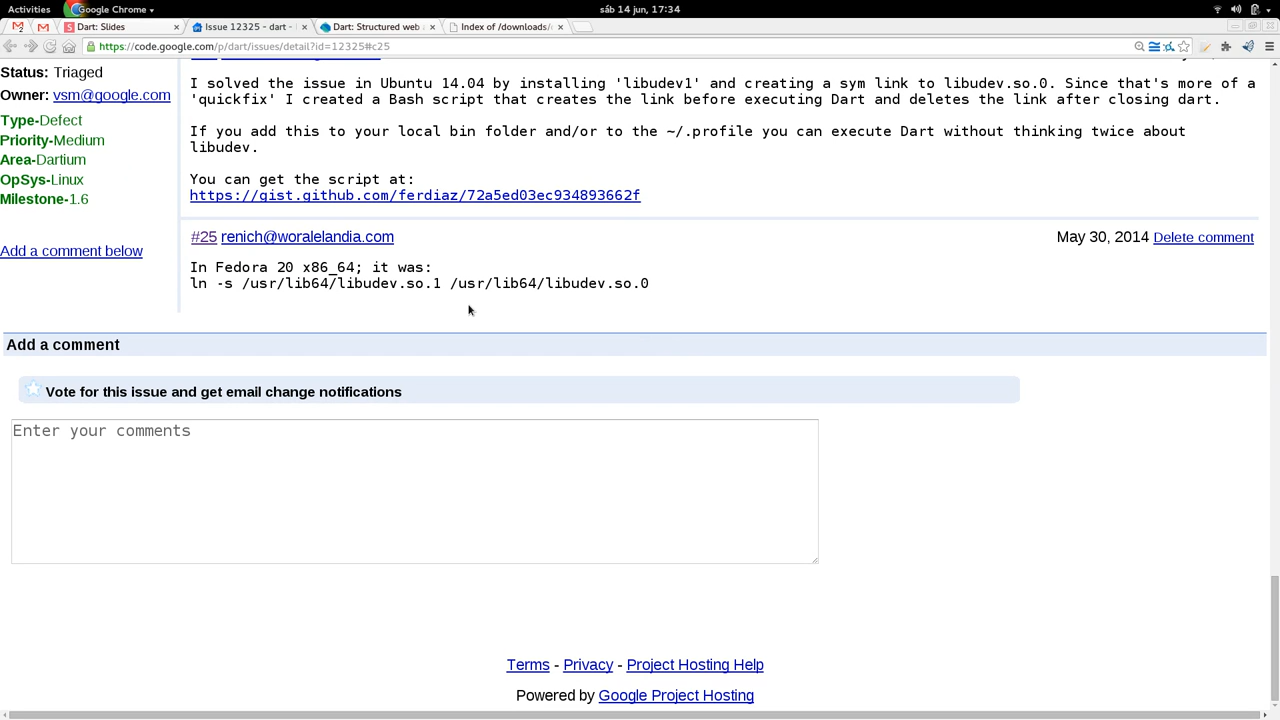 Activities Google Chrome sáb 14 jun, 17:34
Dart: Slides × Issue 12325 - dart - × Dart: Structured web × Index of /downloads/ ×
https://code.google.com/p/dart/issues/detail?id=12325#c25
Status: Triaged
Owner: vsm@google.com
Type-Defect
Priority-Medium
Area-Dartium
OpSys-Linux
Milestone-1.6
Add a comment below
I solved the issue in Ubuntu 14.04 by installing 'libudev1' and creating a sym link to libudev.so.0. Since that's more of a
'quickfix' I created a Bash script that creates the link before executing Dart and deletes the link after closing dart.
If you add this to your local bin folder and/or to the ~/.profile you can execute Dart without thinking twice about
libudev.
You can get the script at:
https://gist.github.com/ferdiaz/72a5ed03ec934893662f
#25 renich@woralelandia.com May 30, 2014 Delete comment
In Fedora 20 x86_64; it was:
ln -s /usr/lib64/libudev.so.1 /usr/lib64/libudev.so.0
Add a comment
Vote for this issue and get email change notifications
Enter your comments
Terms - Privacy - Project Hosting Help
Powered by Google Project Hosting